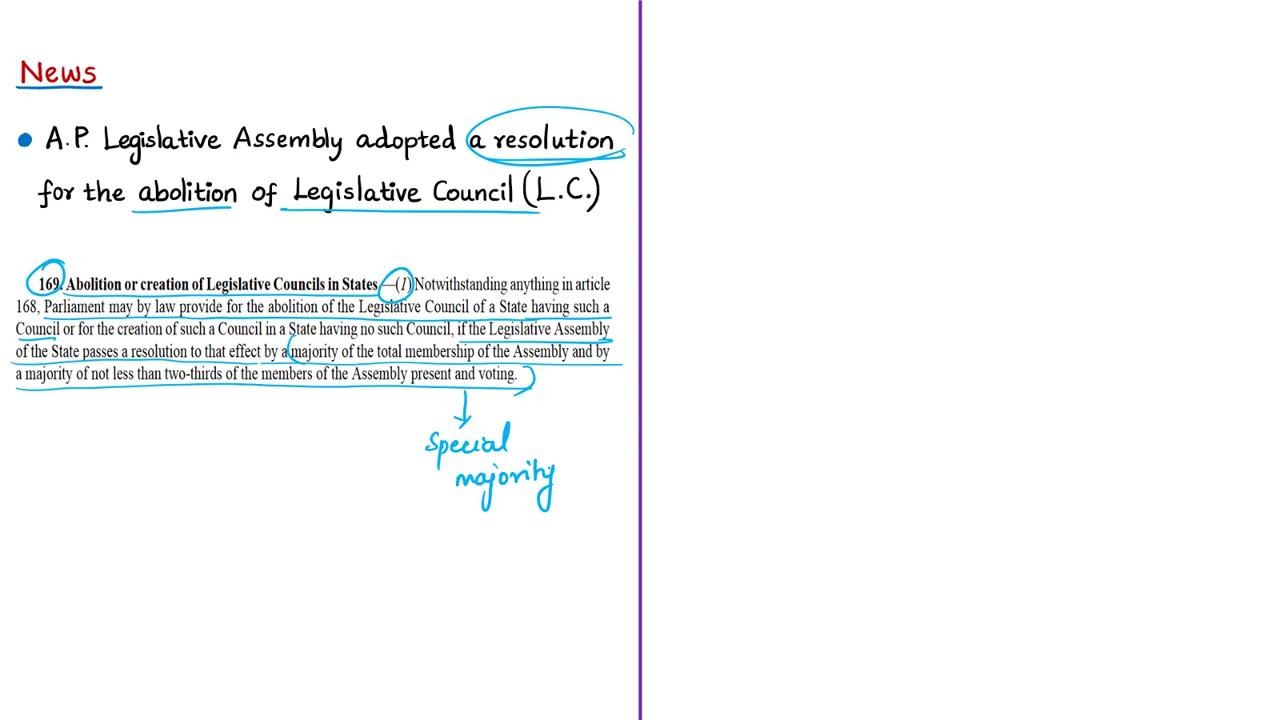 News
A.P. Legislative Assembly adopted a resolution
for the abolition of Legislative Council (L.C.)
169. Abolition or creation of Legislative Councils in States —(1) Notwithstanding anything in article
168, Parliament may by law provide for the abolition of the Legislative Council of a State having such a
Council or for the creation of such a Council in a State having no such Council, if the Legislative Assembly
of the State passes a resolution to that effect by a majority of the total membership of the Assembly and by
a majority of not less than two-thirds of the members of the Assembly present and voting.
special
majority